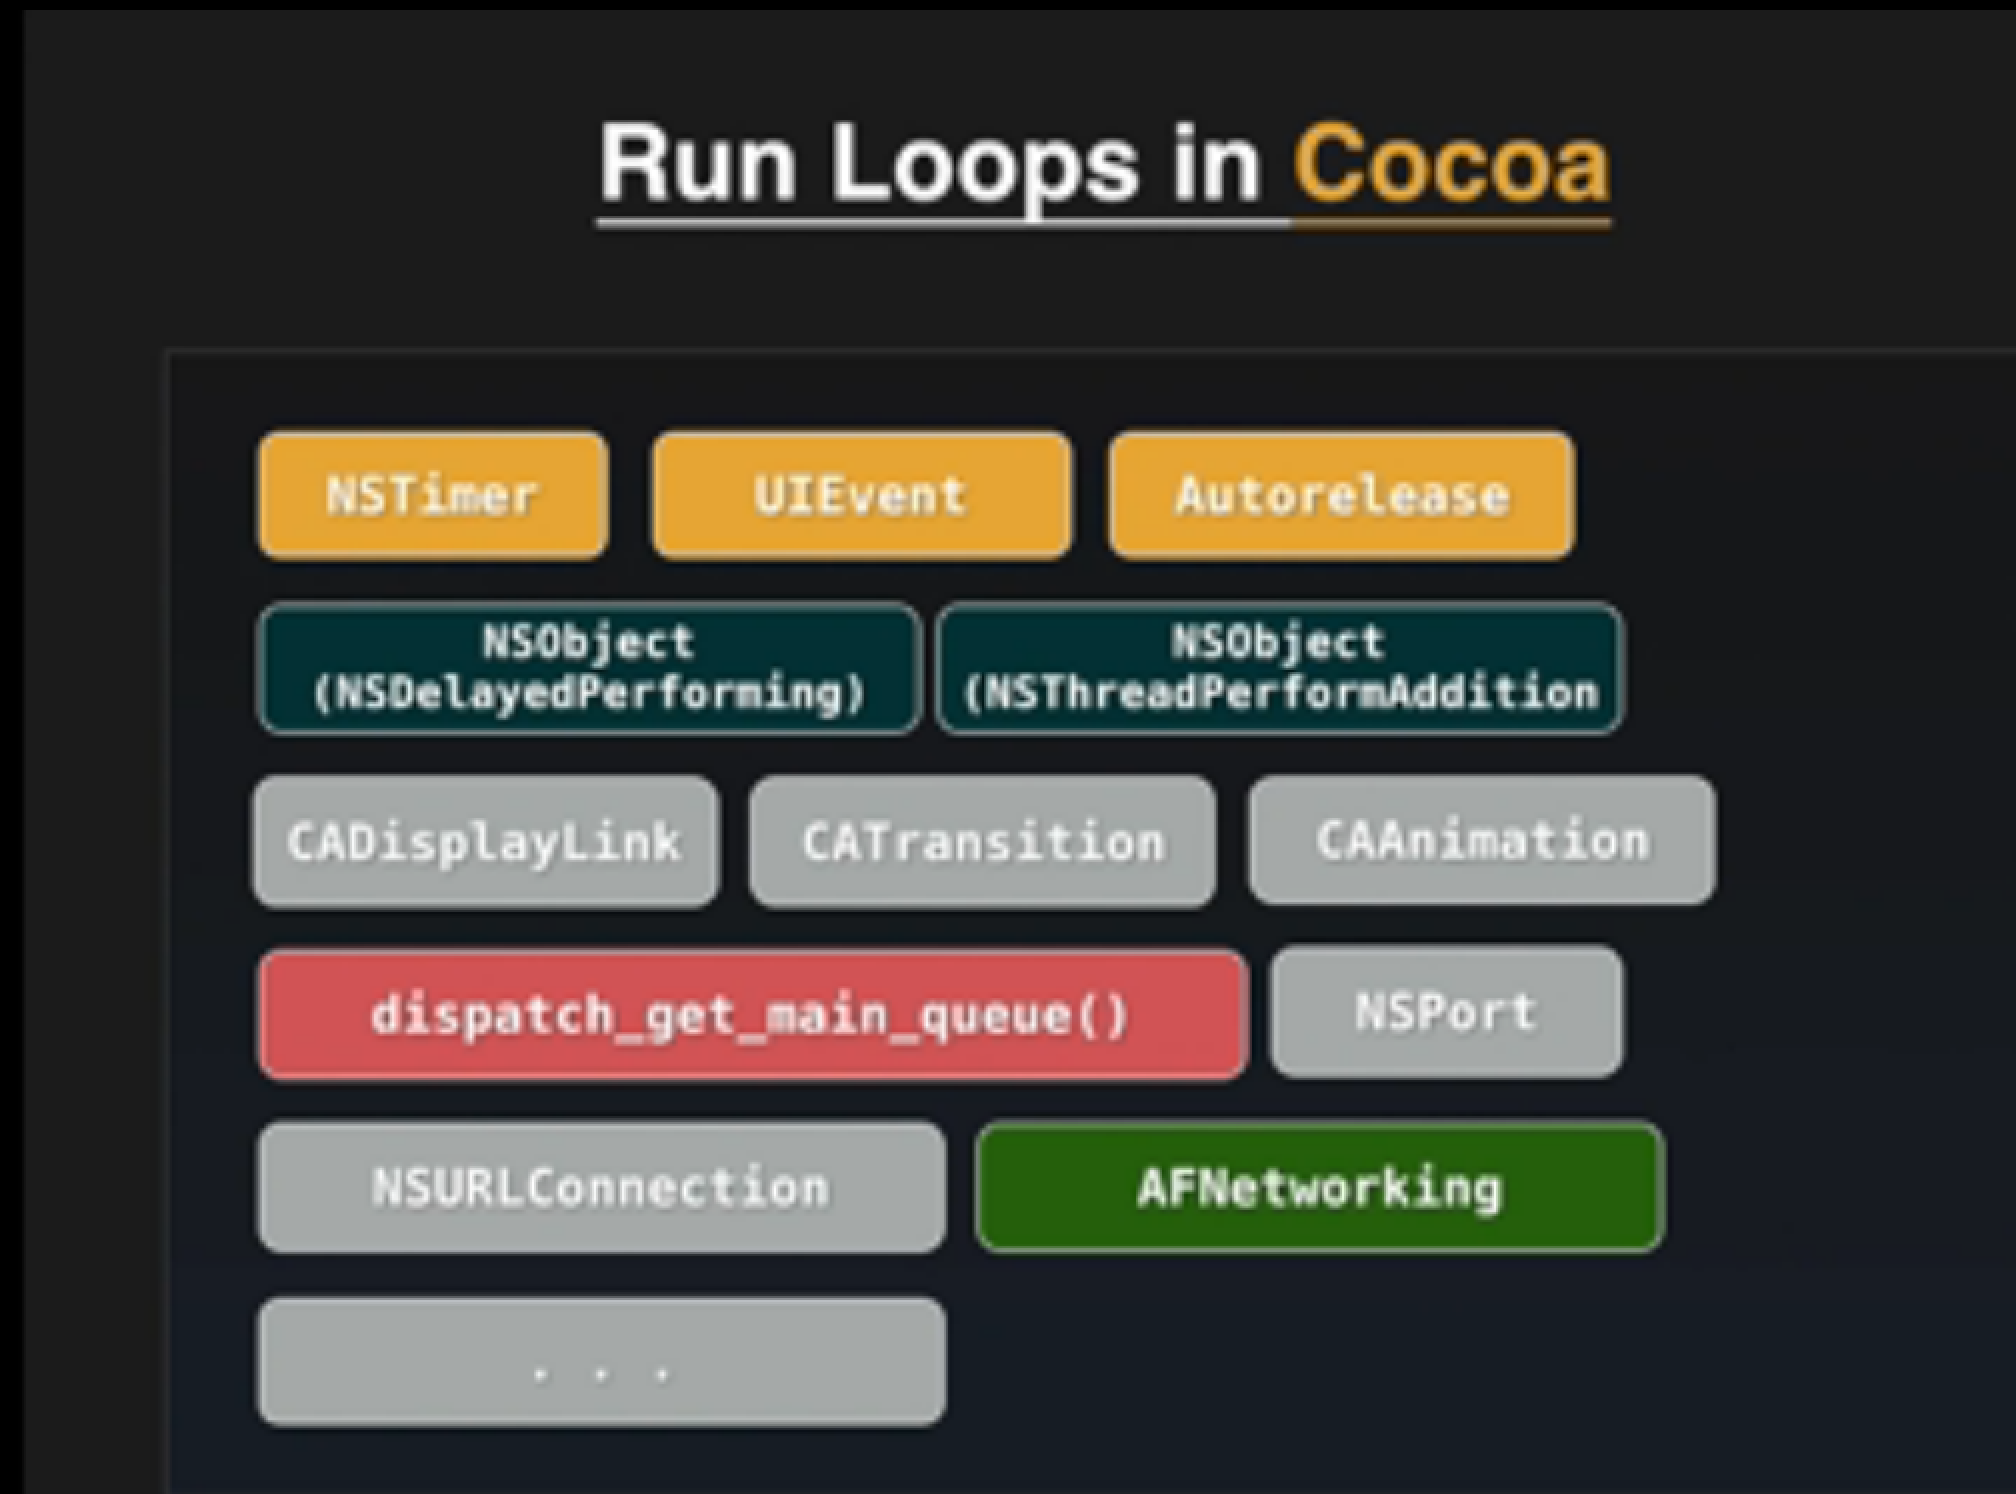 Run Loops in Cocoa
NSTimer UIEvent Autorelease
NSObject NSObject
(NSDelayedPerforming) (NSThreadPerformAddition
CADisplayLink CATransition CAAnimation
dispatch_get_main_queue() NSPort
NSURLConnection AFNetworking
. . .